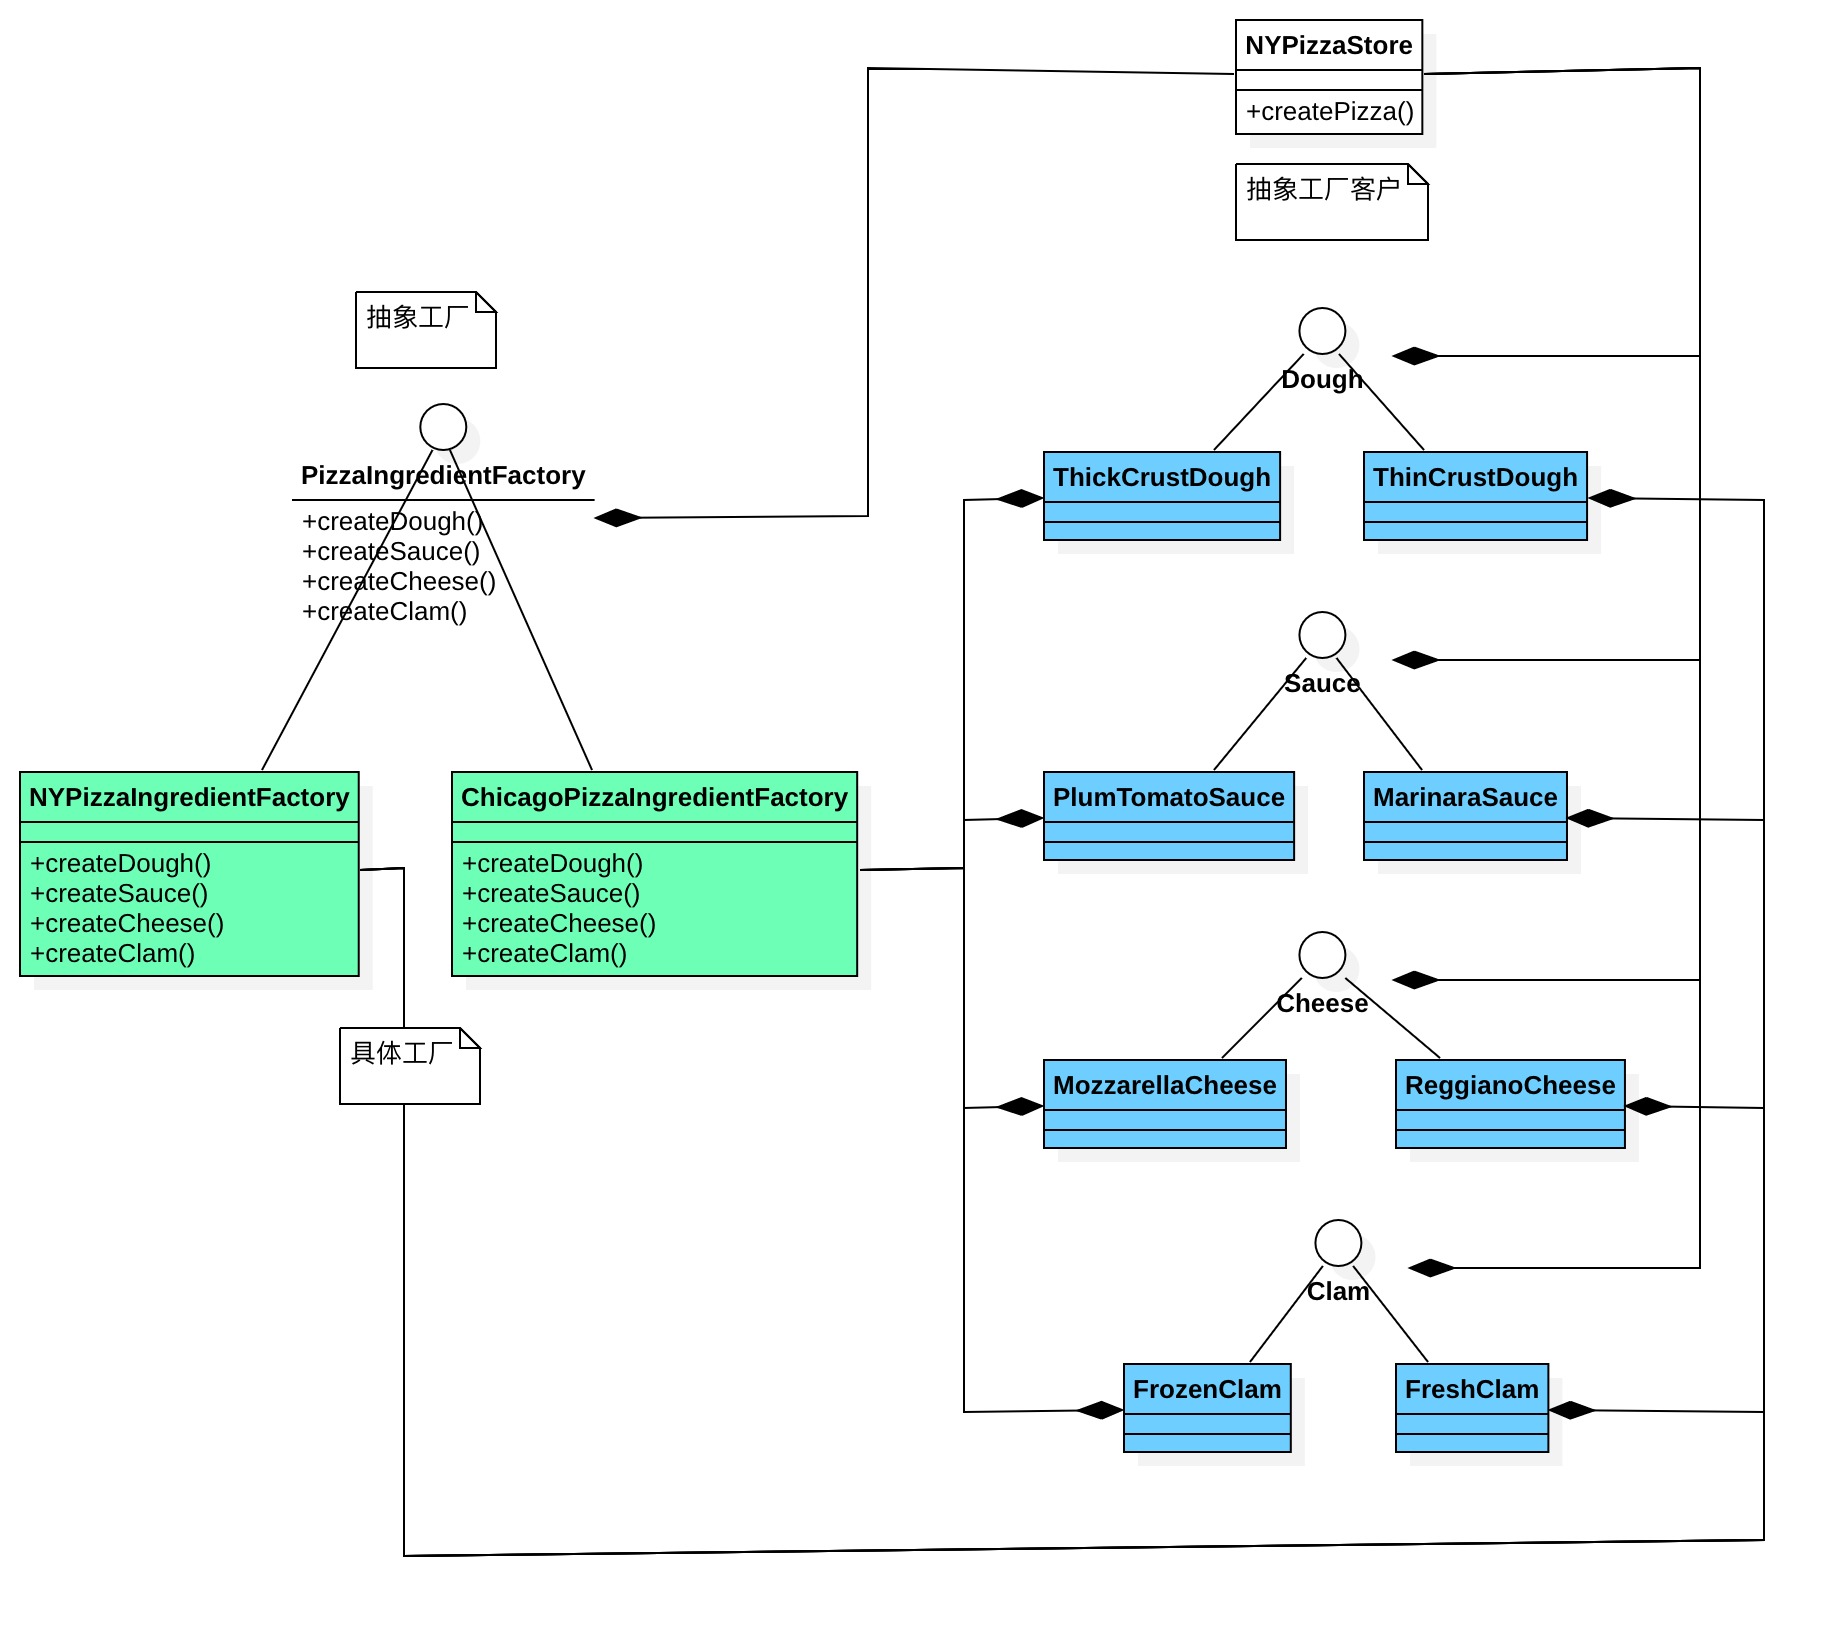 NYPizzaStore
+createPizza()
抽象工厂客户
抽象工厂
Dough
PizzaIngredientFactory
+createDough()
+createSauce()
+createCheese()
+createClam()
ThickCrustDough
ThinCrustDough
Sauce
NYPizzaIngredientFactory
+createDough()
+createSauce()
+createCheese()
+createClam()
ChicagoPizzaIngredientFactory
+createDough()
+createSauce()
+createCheese()
+createClam()
PlumTomatoSauce
MarinaraSauce
具体工厂
Cheese
MozzarellaCheese
ReggianoCheese
Clam
FrozenClam
FreshClam